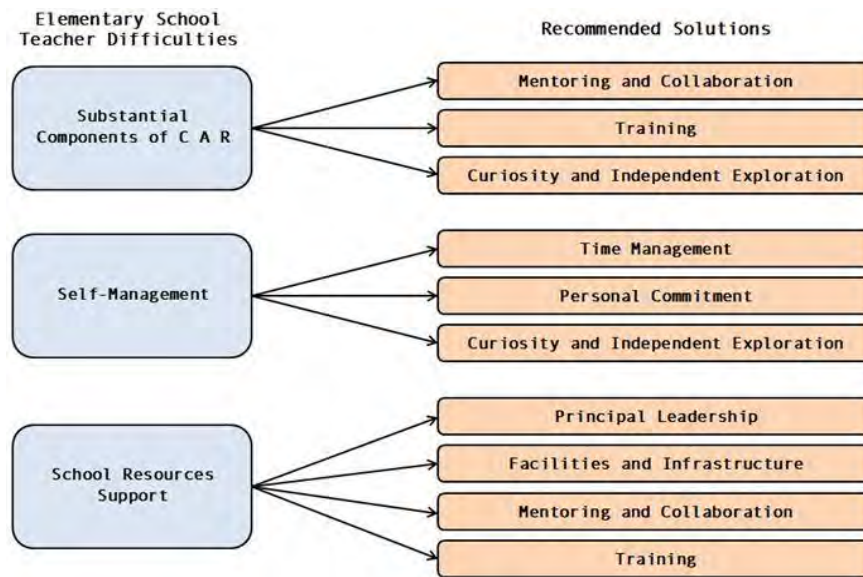 Elementary School
Teacher Difficulties
Recommended Solutions
Substantial
Components of C A R
Mentoring and Collaboration
Training
Curiosity and Independent Exploration
Self-Management
Time Management
Personal Commitment
Curiosity and Independent Exploration
School Resources
Support
Principal Leadership
Facilities and Infrastructure
Mentoring and Collaboration
Training